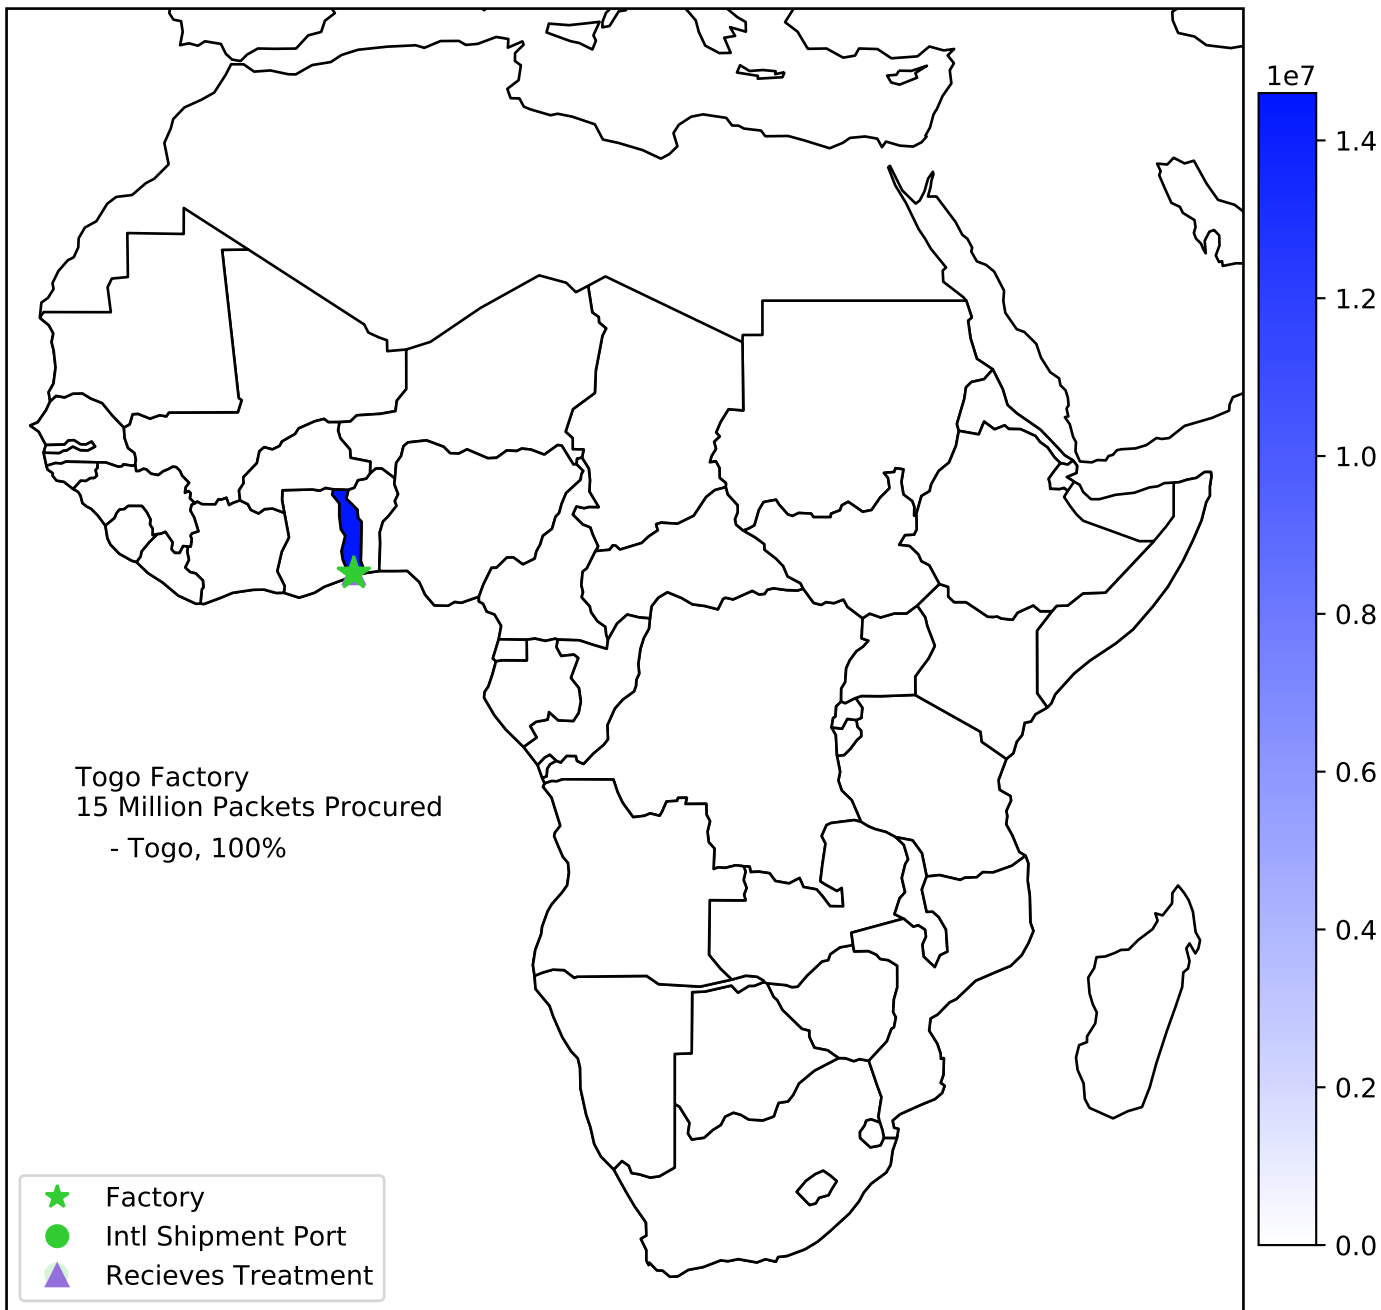 1e7
1.4
1.2
1.0
0.8
0.6
0.4
0.2
0.0
Togo Factory
15 Million Packets Procured
- Togo, 100%
Factory
Intl Shipment Port
Recieves Treatment